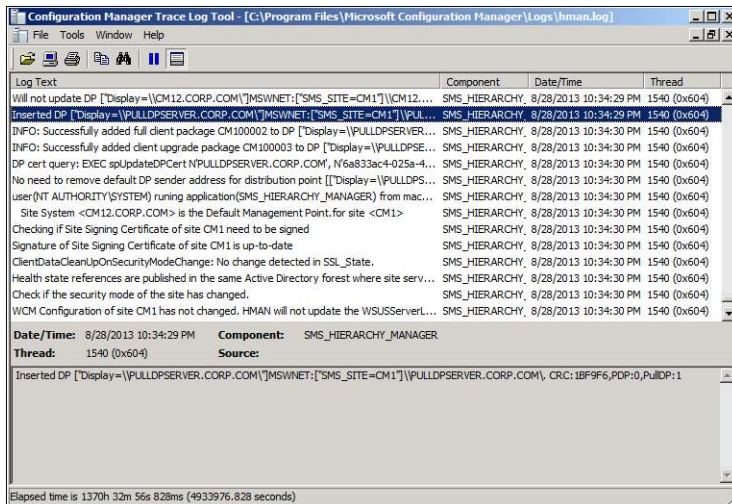 Configuration Manager Trace Log Tool - [C:\Program Files\Microsoft Configuration Manager\Logs\hman.log]
File Tools Window Help
Log Text Component Date/Time Thread
Will not update DP ["Display=\\CM12.CORP.COM\"]MSWNET:["SMS_SITE=CM1"]\\CM12.... SMS_HIERARCHY_ 8/28/2013 10:34:29 PM 1540 (0x604)
Inserted DP ["Display=\\PULLDPSERVER.CORP.COM\"]MSWNET:["SMS_SITE=CM1"]\\PUL... SMS_HIERARCHY_ 8/28/2013 10:34:29 PM 1540 (0x604)
INFO: Successfully added full client package CM100002 to DP ["Display=\\PULLDPSERVER... SMS_HIERARCHY_ 8/28/2013 10:34:30 PM 1540 (0x604)
INFO: Successfully added client upgrade package CM100003 to DP ["Display=\\PULLDPSE... SMS_HIERARCHY_ 8/28/2013 10:34:30 PM 1540 (0x604)
DP cert query: EXEC spUpdateDPCert N'PULLDPSERVER.CORP.COM', N'6a833ac4-025a-4... SMS_HIERARCHY_ 8/28/2013 10:34:30 PM 1540 (0x604)
No need to remove default DP sender address for distribution point [["Display=\\PULLDPS... SMS_HIERARCHY_ 8/28/2013 10:34:30 PM 1540 (0x604)
user(NT AUTHORITY\SYSTEM) runing application(SMS_HIERARCHY_MANAGER) from mac... SMS_HIERARCHY_ 8/28/2013 10:34:30 PM 1540 (0x604)
Site System <CM12.CORP.COM> is the Default Management Point.for site <CM1> SMS_HIERARCHY_ 8/28/2013 10:34:30 PM 1540 (0x604)
Checking if Site Signing Certificate of site CM1 need to be signed SMS_HIERARCHY_ 8/28/2013 10:34:30 PM 1540 (0x604)
Signature of Site Signing Certificate of site CM1 is up-to-date SMS_HIERARCHY_ 8/28/2013 10:34:30 PM 1540 (0x604)
ClientDataCleanUpOnSecurityModeChange: No change detected in SSL_State. SMS_HIERARCHY_ 8/28/2013 10:34:30 PM 1540 (0x604)
Health state references are published in the same Active Directory forest where site serv... SMS_HIERARCHY_ 8/28/2013 10:34:30 PM 1540 (0x604)
Check if the security mode of the site has changed. SMS_HIERARCHY_ 8/28/2013 10:34:30 PM 1540 (0x604)
WCM Configuration of site CM1 has not changed. HMAN will not update the WSUSServerL... SMS_HIERARCHY_ 8/28/2013 10:34:30 PM 1540 (0x604)
Date/Time: 8/28/2013 10:34:29 PM Component: SMS_HIERARCHY_MANAGER
Thread: 1540 (0x604) Source:
Inserted DP ["Display=\\PULLDPSERVER.CORP.COM\"]MSWNET:["SMS_SITE=CM1"]\\PULLDPSERVER.CORP.COM\. CRC:1BF9F6,PDP:0,PullDP:1
Elapsed time is 1370h 32m 56s 828ms (4933976.828 seconds)